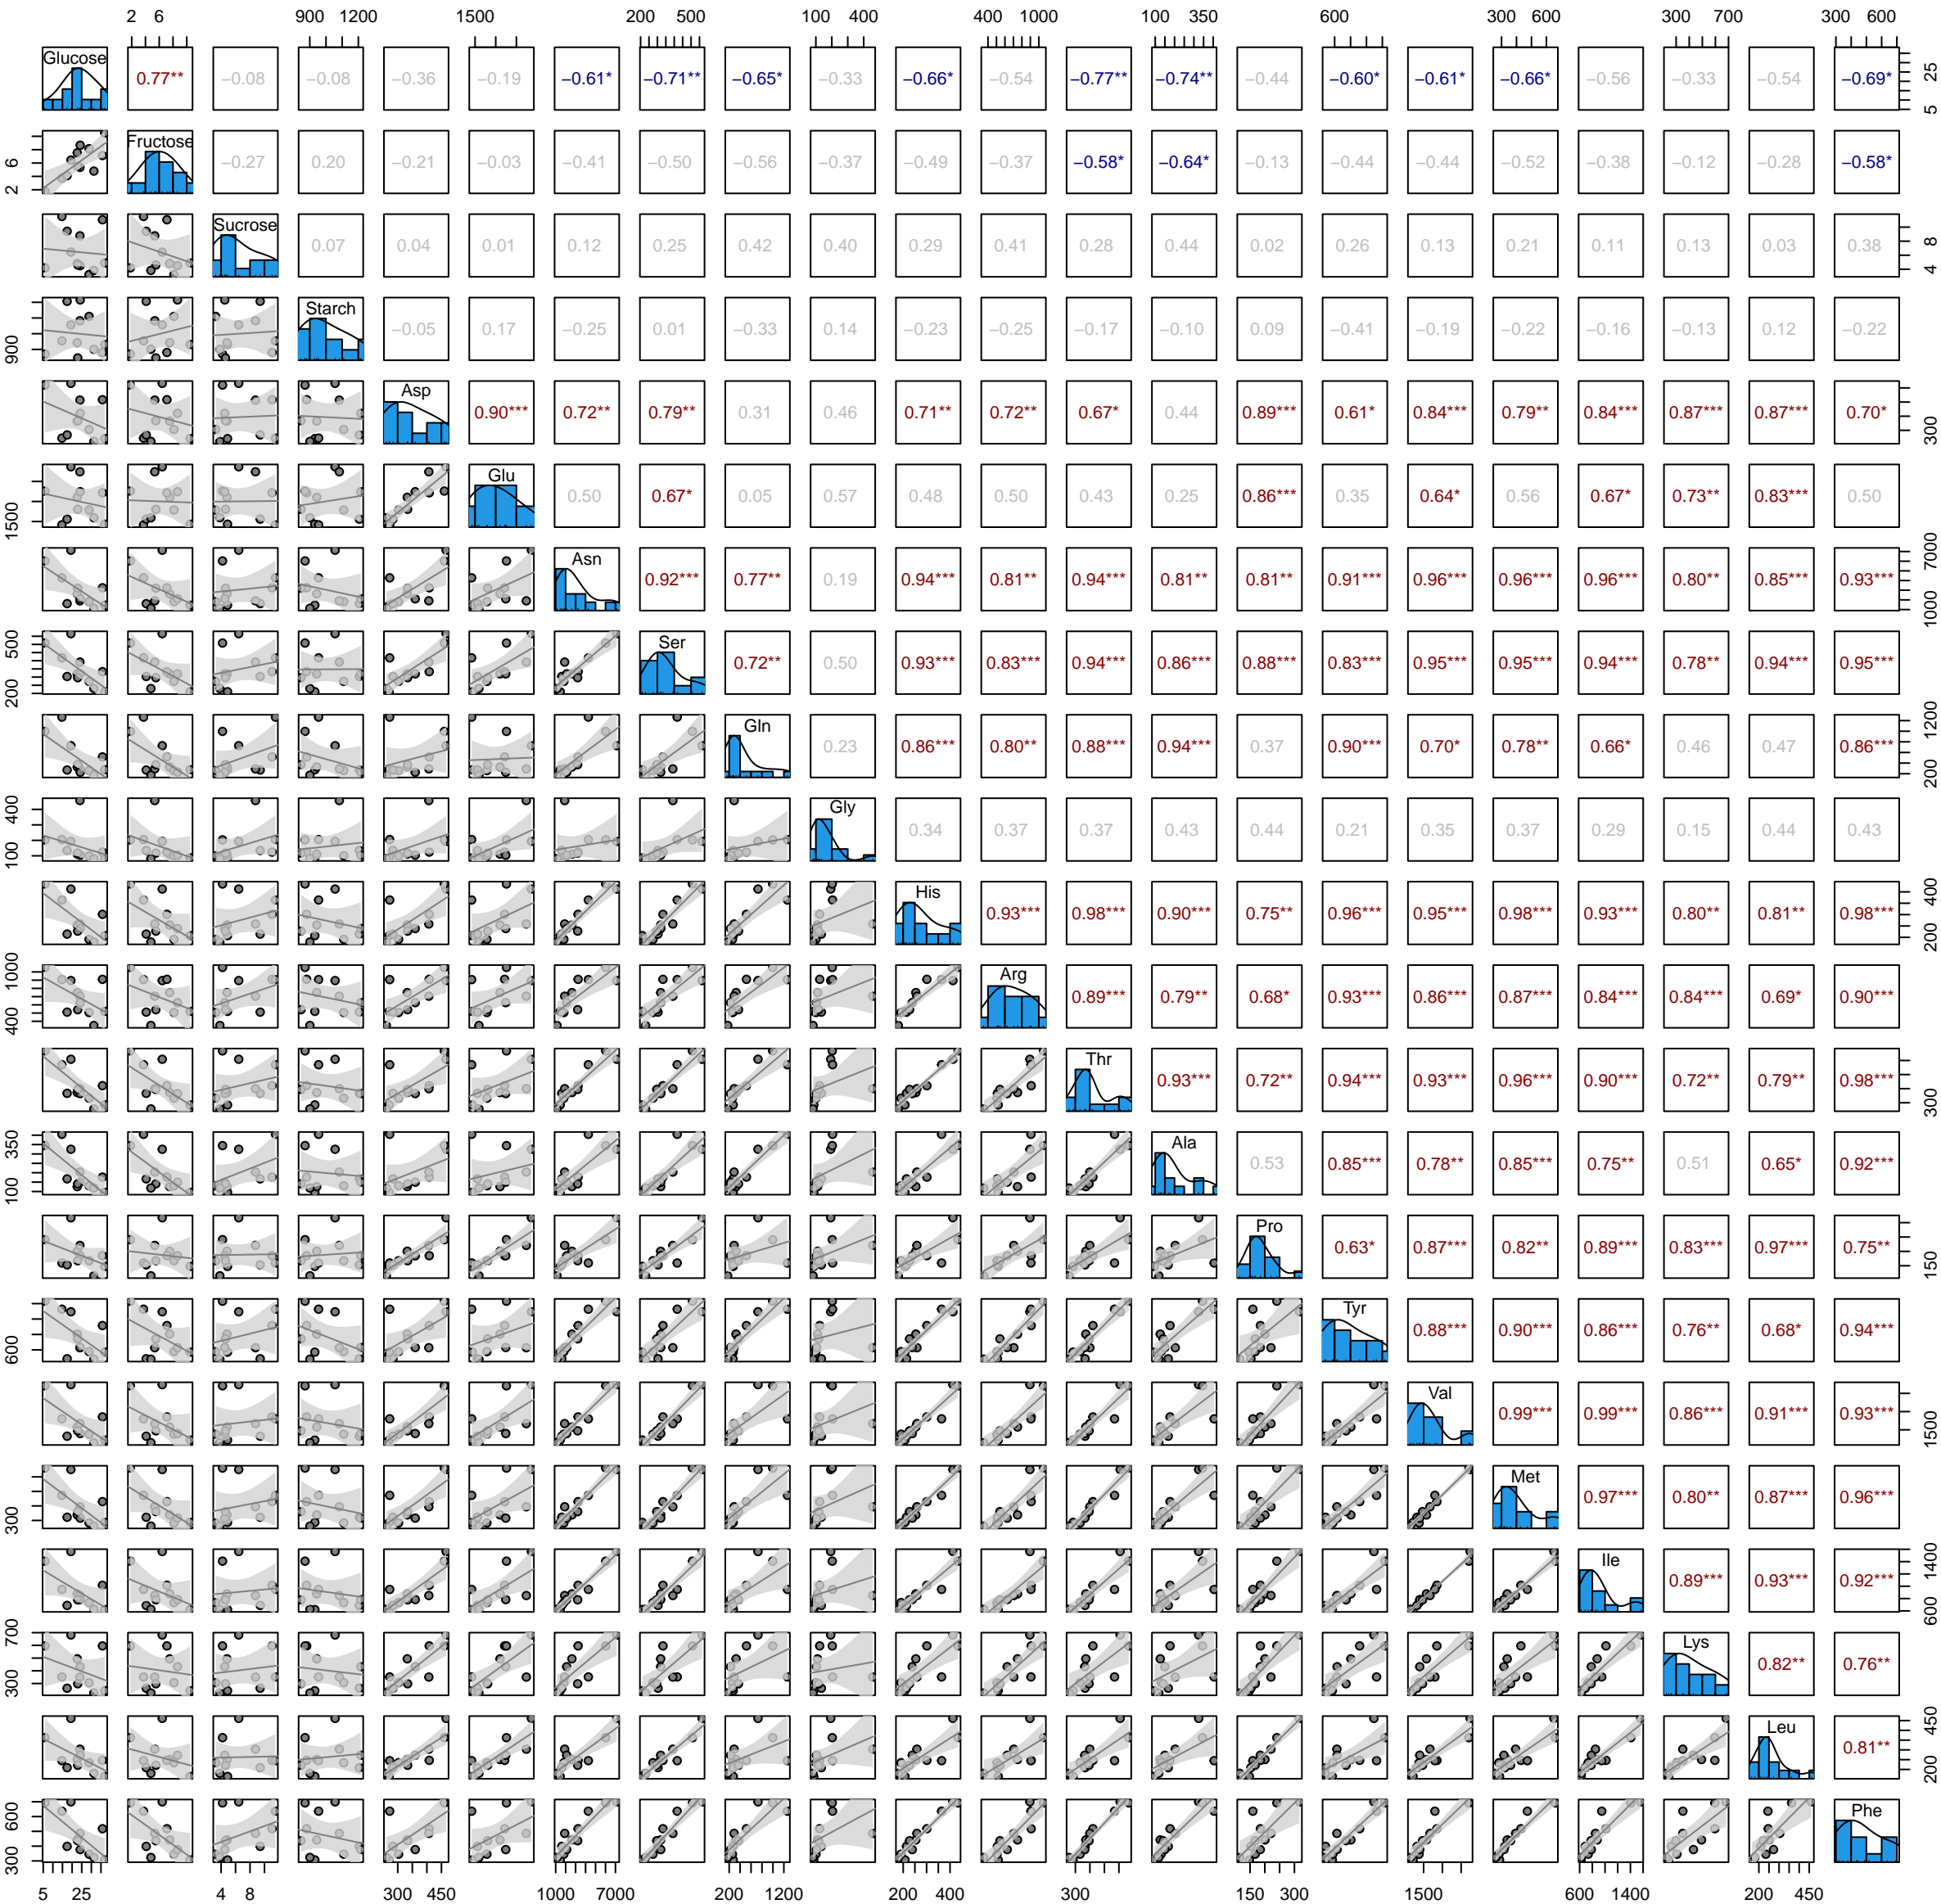 2 6 900 1200 1500 200 500 100 400 400 1000 100 350 600 300 600 300 700 300 600
Glucose 0.77** −0.08 −0.08 −0.36 −0.19 −0.61* −0.71** −0.65* −0.33 −0.66* −0.54 −0.77** −0.74** −0.44 −0.60* −0.61* −0.66* −0.56 −0.33 −0.54 −0.69* 5 25
2 6 Fructose −0.27 0.20 −0.21 −0.03 −0.41 −0.50 −0.56 −0.37 −0.49 −0.37 −0.58* −0.64* −0.13 −0.44 −0.44 −0.52 −0.38 −0.12 −0.28 −0.58*
Sucrose 0.07 0.04 0.01 0.12 0.25 0.42 0.40 0.29 0.41 0.28 0.44 0.02 0.26 0.13 0.21 0.11 0.13 0.03 0.38 4 8
900 Starch −0.05 0.17 −0.25 0.01 −0.33 0.14 −0.23 −0.25 −0.17 −0.10 0.09 −0.41 −0.19 −0.22 −0.16 −0.13 0.12 −0.22
Asp 0.90*** 0.72** 0.79** 0.31 0.46 0.71** 0.72** 0.67* 0.44 0.89*** 0.61* 0.84*** 0.79** 0.84*** 0.87*** 0.87*** 0.70* 300
1500 Glu 0.50 0.67* 0.05 0.57 0.48 0.50 0.43 0.25 0.86*** 0.35 0.64* 0.56 0.67* 0.73** 0.83*** 0.50
Asn 0.92*** 0.77** 0.19 0.94*** 0.81** 0.94*** 0.81** 0.81** 0.91*** 0.96*** 0.96*** 0.96*** 0.80** 0.85*** 0.93*** 1000 7000
200 500 Ser 0.72** 0.50 0.93*** 0.83*** 0.94*** 0.86*** 0.88*** 0.83*** 0.95*** 0.95*** 0.94*** 0.78** 0.94*** 0.95***
Gln 0.23 0.86*** 0.80** 0.88*** 0.94*** 0.37 0.90*** 0.70* 0.78** 0.66* 0.46 0.47 0.86*** 200 1200
100 400 Gly 0.34 0.37 0.37 0.43 0.44 0.21 0.35 0.37 0.29 0.15 0.44 0.43
His 0.93*** 0.98*** 0.90*** 0.75** 0.96*** 0.95*** 0.98*** 0.93*** 0.80** 0.81** 0.98*** 200 400
400 1000 Arg 0.89*** 0.79** 0.68* 0.93*** 0.86*** 0.87*** 0.84*** 0.84*** 0.69* 0.90***
Thr 0.93*** 0.72** 0.94*** 0.93*** 0.96*** 0.90*** 0.72** 0.79** 0.98*** 300
100 350 Ala 0.53 0.85*** 0.78** 0.85*** 0.75** 0.51 0.65* 0.92***
Pro 0.63* 0.87*** 0.82** 0.89*** 0.83*** 0.97*** 0.75** 150
600 Tyr 0.88*** 0.90*** 0.86*** 0.76** 0.68* 0.94***
Val 0.99*** 0.99*** 0.86*** 0.91*** 0.93*** 1500
300 Met 0.97*** 0.80** 0.87*** 0.96***
Ile 0.89*** 0.93*** 0.92*** 600 1400
300 700 Lys 0.82** 0.76**
Leu 0.81** 200 450
300 600 Phe
5 25 4 8 300 450 1000 7000 200 1200 200 400 300 150 300 1500 600 1400 200 450